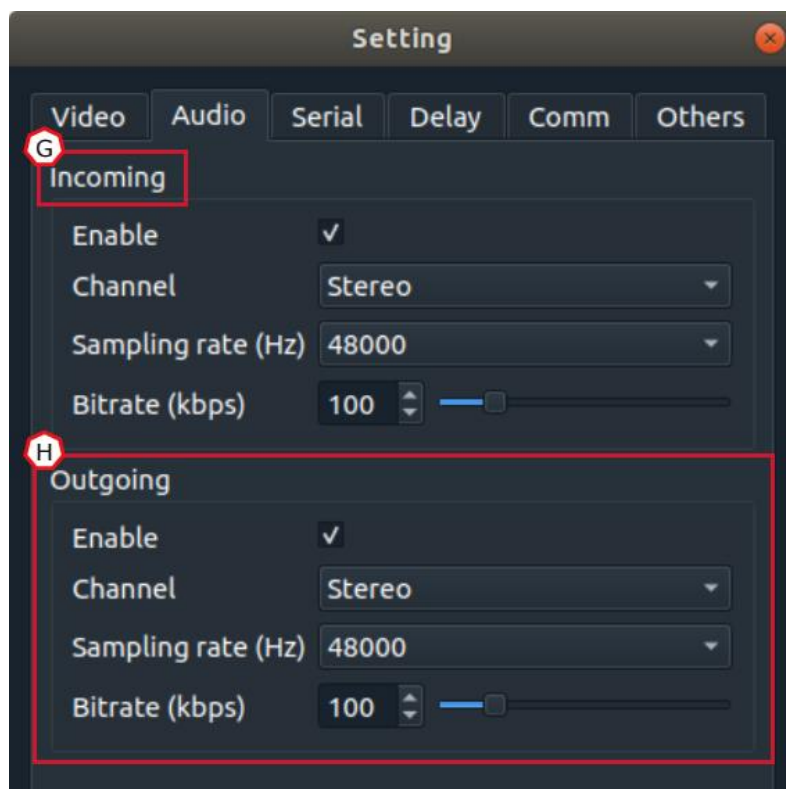 Setting
Video Audio Serial Delay Comm Others
G
Incoming
Enable
Channel Stereo
Sampling rate (Hz) 48000
Bitrate (kbps) 100
H
Outgoing
Enable
Channel Stereo
Sampling rate (Hz) 48000
Bitrate (kbps) 100